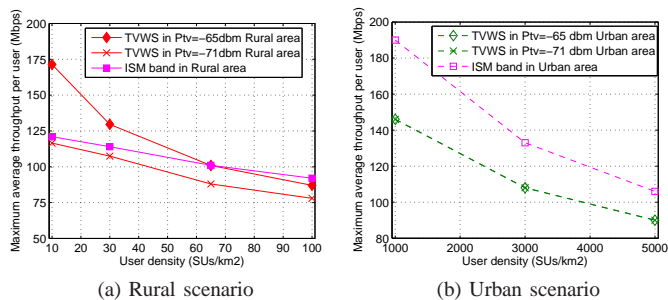 Maximum average throughput per user (Mbps)
200
175
150
125
100
75
50
10 20 30 40 50 60 70 80 90 100
User density (SUs/km2)
TVWS in Ptv=-65dbm Rural area
TVWS in Ptv=-71dbm Rural area
ISM band in Rural area
(a) Rural scenario
Maximum average throughput per user (Mbps)
200
180
160
140
120
100
80
1000 2000 3000 4000 5000
User density (SUs/km2)
TVWS in Ptv=-65 dbm Urban area
TVWS in Ptv=-71 dbm Urban area
ISM band in Urban area
(b) Urban scenario